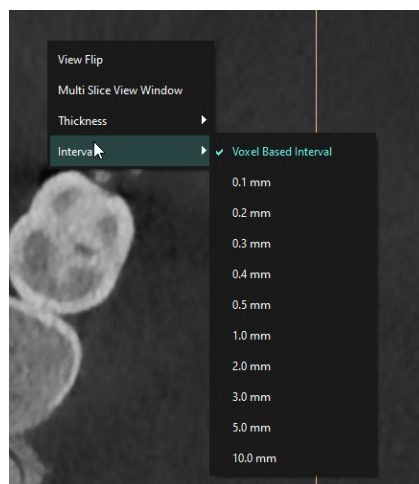 View Flip
Multi Slice View Window
Thickness
Interval
Voxel Based Interval
0.1 mm
0.2 mm
0.3 mm
0.4 mm
0.5 mm
1.0 mm
2.0 mm
3.0 mm
5.0 mm
10.0 mm